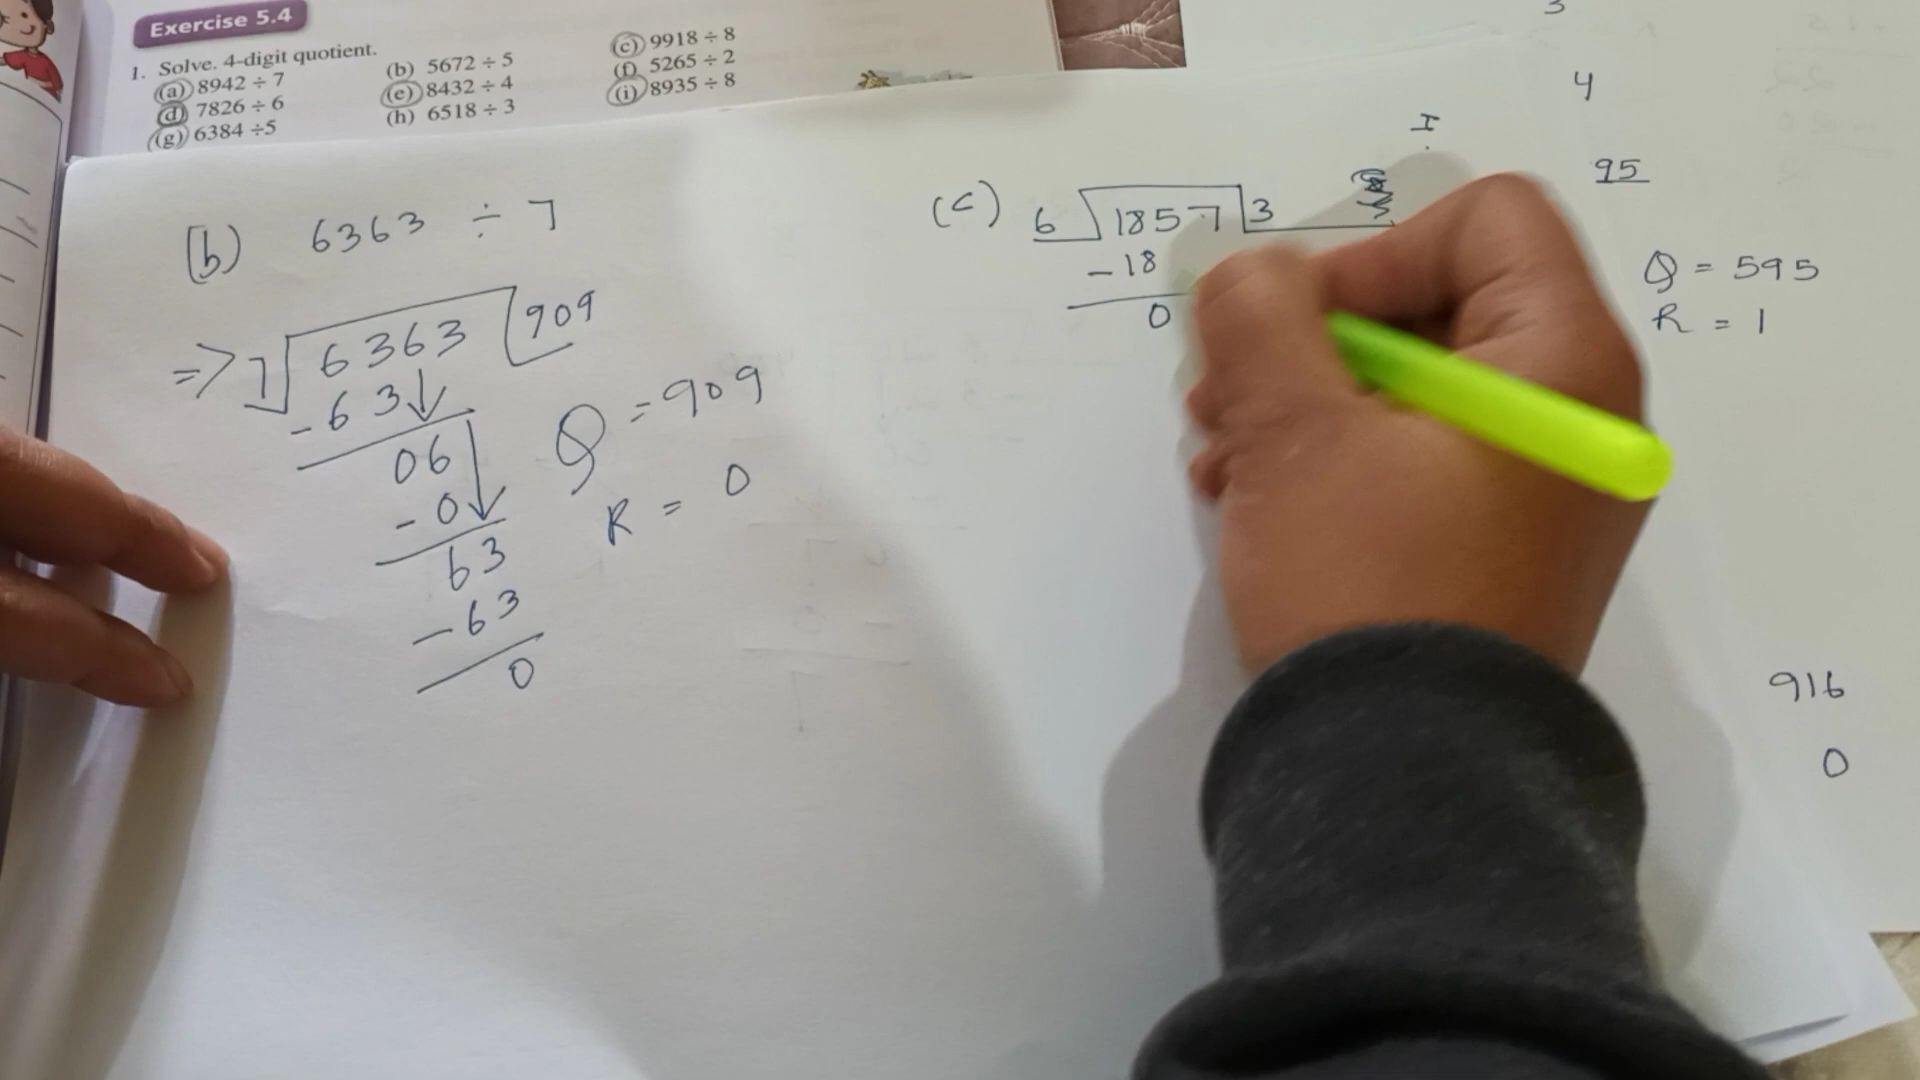 Exercise 5.4
1. Solve. 4-digit quotient.
(a) 8942 ÷ 7
(b) 5672 ÷ 5
(c) 9918 ÷ 8
(d) 7826 ÷ 6
(e) 8432 ÷ 4
(f) 5265 ÷ 2
(g) 6384 ÷5
(h) 6518 ÷ 3
(i) 8935 ÷ 8
(b) 6363 ÷ 7
=> 7 6363 909
- 63
06
- 0
63
- 63
0
Q = 909
R = 0
(c) 6 1857 3
- 18
0
4
95
Q = 595
R = 1
916
0